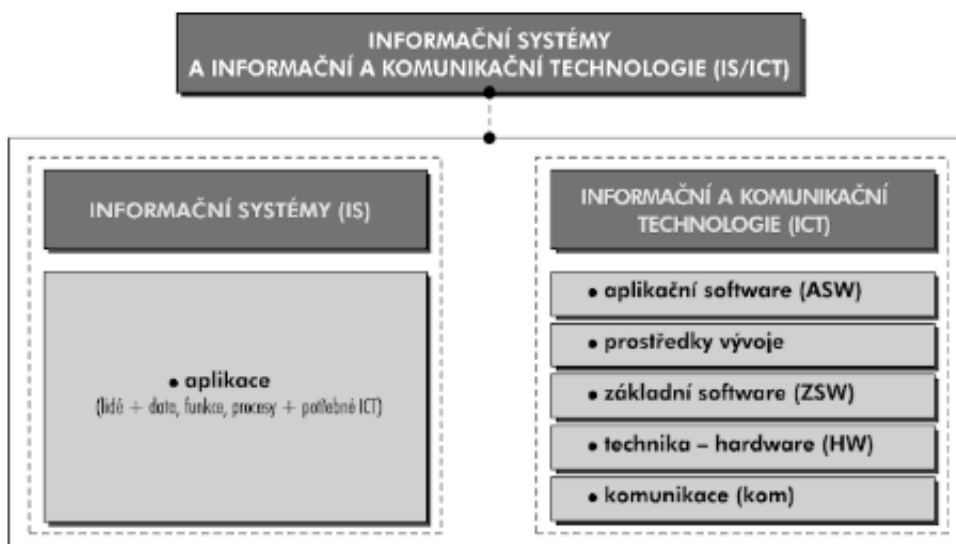 INFORMAČNÍ SYSTÉMY
A INFORMAČNÍ A KOMUNIKAČNÍ TECHNOLOGIE (IS/ICT)
INFORMAČNÍ SYSTÉMY (IS)
• aplikace
(lidé + data, funkce, procesy + potřebné ICT)
INFORMAČNÍ A KOMUNIKAČNÍ
TECHNOLOGIE (ICT)
• aplikační software (ASW)
• prostředky vývoje
• základní software (ZSW)
• technika – hardware (HW)
• komunikace (kom)